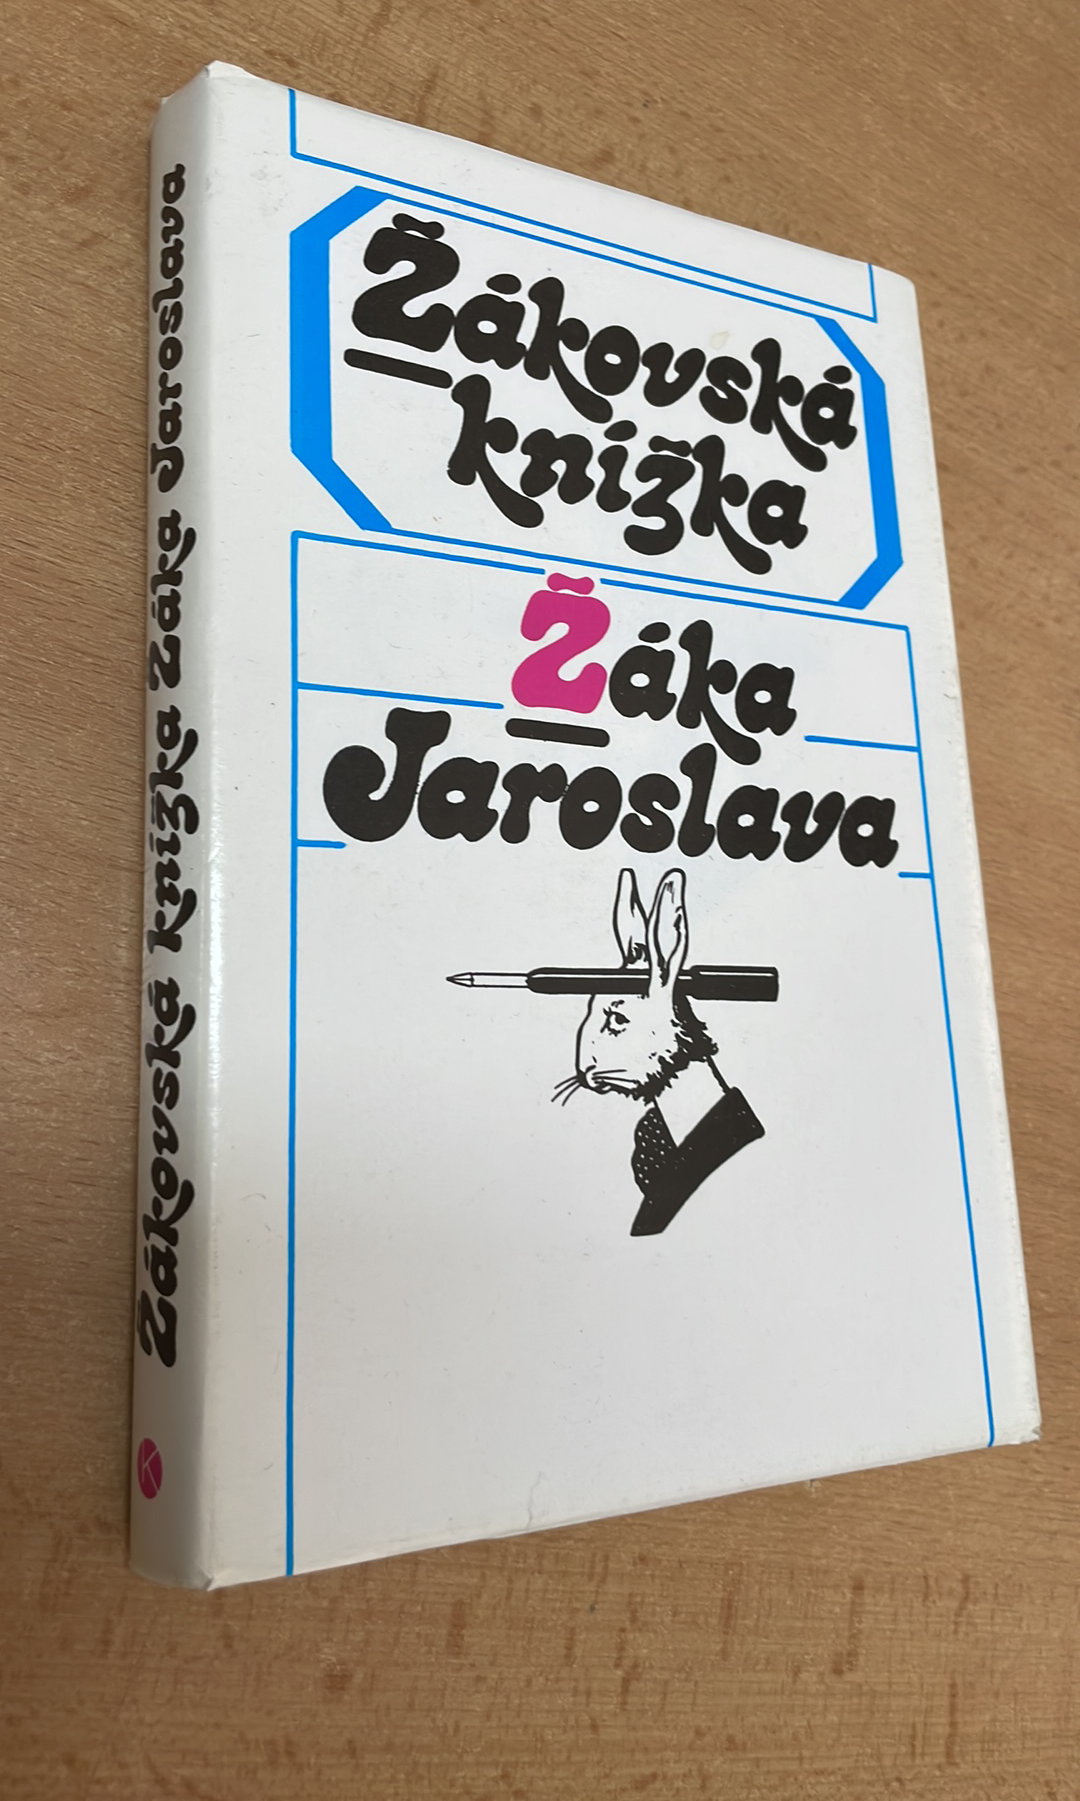 Žákovská
knížka
Žáka
Jaroslava
Žákovská knížka Žáka Jaroslava
K